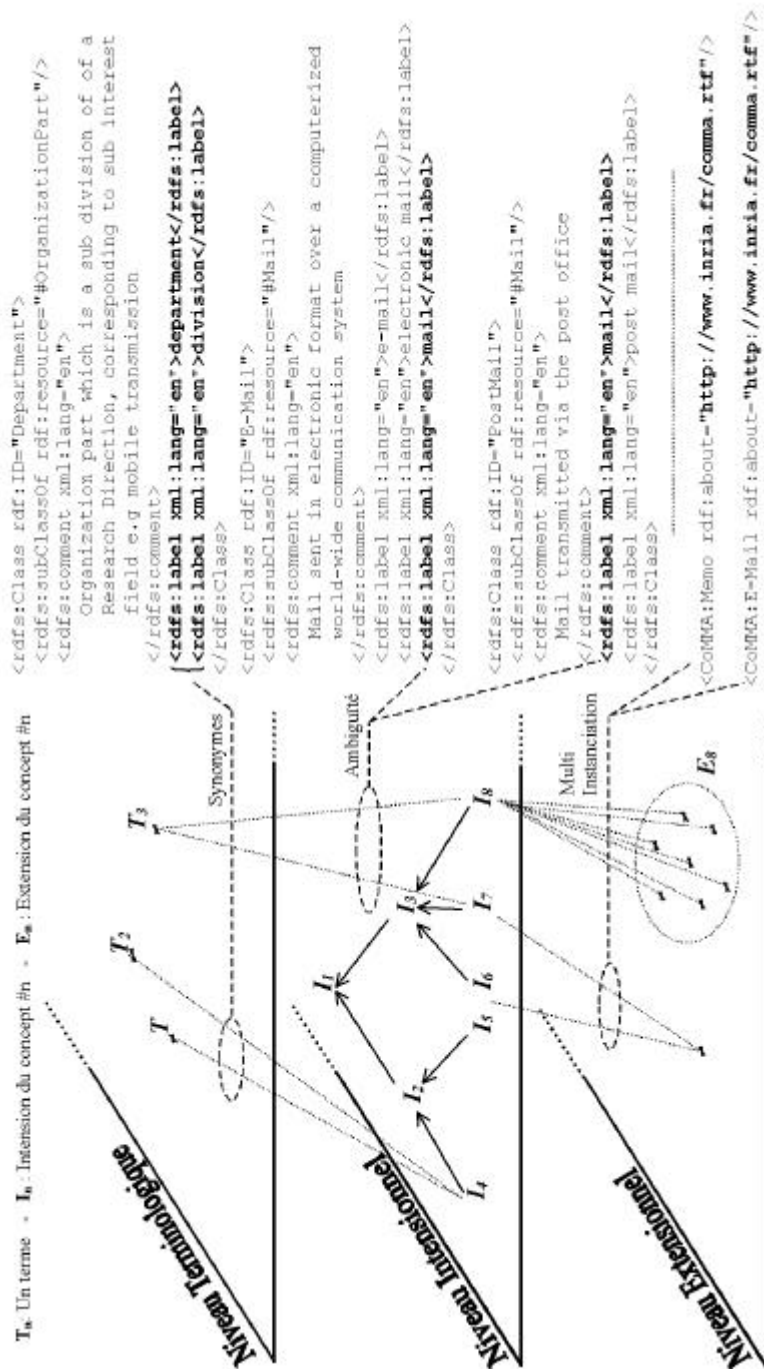 Tn: Un terme - In : Intension du concept #n - En : Extension du concept #n
Niveau Terminologique
T
T2
T3
Synonymes
Niveau Intensionnel
I1
I2
I3
I4
I5
I6
I7
I8
Ambiguïté
Niveau Extensionnel
Multi
Instanciation
E8
<rdfs:Class rdf:ID="Department">
<rdfs:subClassOf rdf:resource="#OrganizationPart"/>
<rdfs:comment xml:lang="en">
Organization part which is a sub division of of a
Research Direction, corresponding to sub interest
field e.g mobile transmission
</rdfs:comment>
<rdfs:label xml:lang="en">department</rdfs:label>
<rdfs:label xml:lang="en">division</rdfs:label>
</rdfs:Class>
<rdfs:Class rdf:ID="E-Mail">
<rdfs:subClassOf rdf:resource="#Mail"/>
<rdfs:comment xml:lang="en">
Mail sent in electronic format over a computerized
world-wide communication system
</rdfs:comment>
<rdfs:label xml:lang="en">e-mail</rdfs:label>
<rdfs:label xml:lang="en">electronic mail</rdfs:label>
<rdfs:label xml:lang="en">mail</rdfs:label>
</rdfs:Class>
<rdfs:Class rdf:ID="PostMail">
<rdfs:subClassOf rdf:resource="#Mail"/>
<rdfs:comment xml:lang="en">
Mail transmitted via the post office
</rdfs:comment>
<rdfs:label xml:lang="en">mail</rdfs:label>
<rdfs:label xml:lang="en">post mail</rdfs:label>
</rdfs:Class>
<CoMMA:Memo rdf:about="http://www.inria.fr/comma.rtf"/>
<CoMMA:E-Mail rdf:about="http://www.inria.fr/comma.rtf"/>